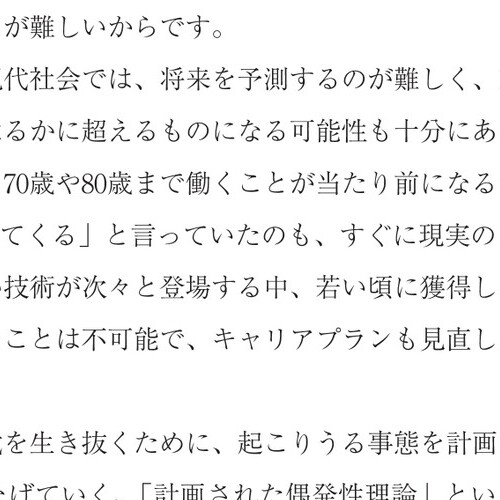 が難しいからです。
代社会では、将来を予測するのが難しく、
るかに超えるものになる可能性も十分にあ
70歳や80歳まで働くことが当たり前になる
てくる」と言っていたのも、すぐに現実の
技術が次々と登場する中、若い頃に獲得し
ことは不可能で、キャリアプランも見直し
を生き抜くために、起こりうる事態を計画
げていく、「計画された偶発性理論」とい